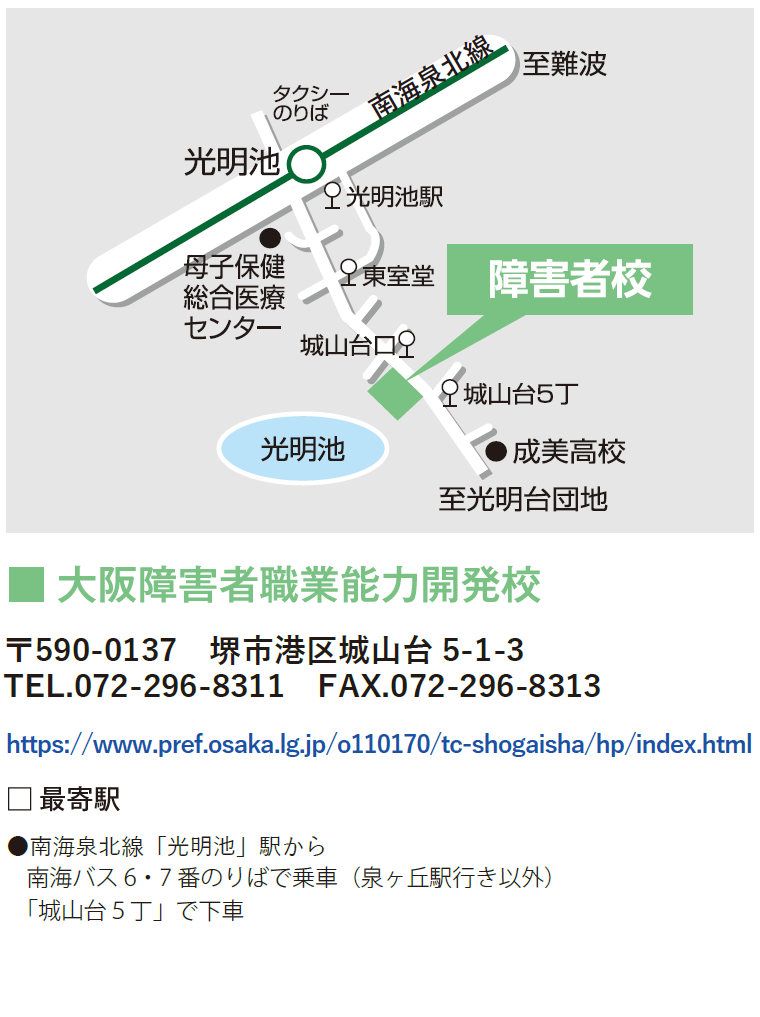 南海泉北線
至難波
タクシー
のりば
光明池
光明池駅
母子保健
総合医療
センター
東室堂
障害者校
城山台口
城山台5丁
光明池
成美高校
至光明台団地
■ 大阪障害者職業能力開発校
〒590-0137　堺市港区城山台 5-1-3
TEL.072-296-8311　FAX.072-296-8313
https://www.pref.osaka.lg.jp/o110170/tc-shogaisha/hp/index.html
□ 最寄駅
●南海泉北線「光明池」駅から
南海バス 6・7 番のりばで乗車（泉ヶ丘駅行き以外）
「城山台 5 丁」で下車